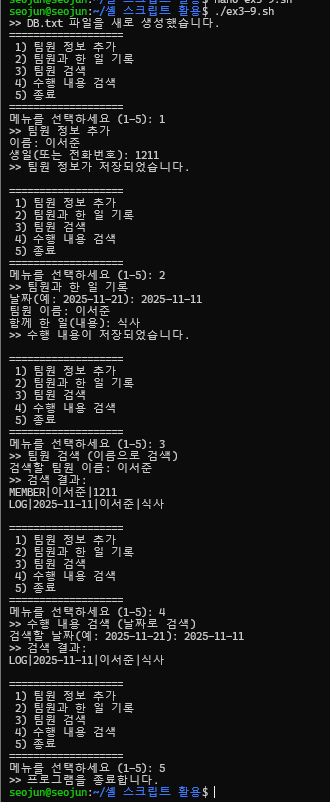 seojun@seojun:~/셸 스크립트 활용$ nano ex3-9.sh
seojun@seojun:~/셸 스크립트 활용$ ./ex3-9.sh
>> DB.txt 파일을 새로 생성했습니다.
===================
1) 팀원 정보 추가
2) 팀원과 한 일 기록
3) 팀원 검색
4) 수행 내용 검색
5) 종료
===================
메뉴를 선택하세요 (1-5): 1
>> 팀원 정보 추가
이름: 이서준
생일(또는 전화번호): 1211
>> 팀원 정보가 저장되었습니다.

===================
1) 팀원 정보 추가
2) 팀원과 한 일 기록
3) 팀원 검색
4) 수행 내용 검색
5) 종료
===================
메뉴를 선택하세요 (1-5): 2
>> 팀원과 한 일 기록
날짜(예: 2025-11-21): 2025-11-11
팀원 이름: 이서준
함께 한 일(내용): 식사
>> 수행 내용이 저장되었습니다.

===================
1) 팀원 정보 추가
2) 팀원과 한 일 기록
3) 팀원 검색
4) 수행 내용 검색
5) 종료
===================
메뉴를 선택하세요 (1-5): 3
>> 팀원 검색 (이름으로 검색)
검색할 팀원 이름: 이서준
>> 검색 결과:
MEMBER|이서준|1211
LOG|2025-11-11|이서준|식사

===================
1) 팀원 정보 추가
2) 팀원과 한 일 기록
3) 팀원 검색
4) 수행 내용 검색
5) 종료
===================
메뉴를 선택하세요 (1-5): 4
>> 수행 내용 검색 (날짜로 검색)
검색할 날짜(예: 2025-11-21): 2025-11-11
>> 검색 결과:
LOG|2025-11-11|이서준|식사

===================
1) 팀원 정보 추가
2) 팀원과 한 일 기록
3) 팀원 검색
4) 수행 내용 검색
5) 종료
===================
메뉴를 선택하세요 (1-5): 5
>> 프로그램을 종료합니다.
seojun@seojun:~/셸 스크립트 활용$